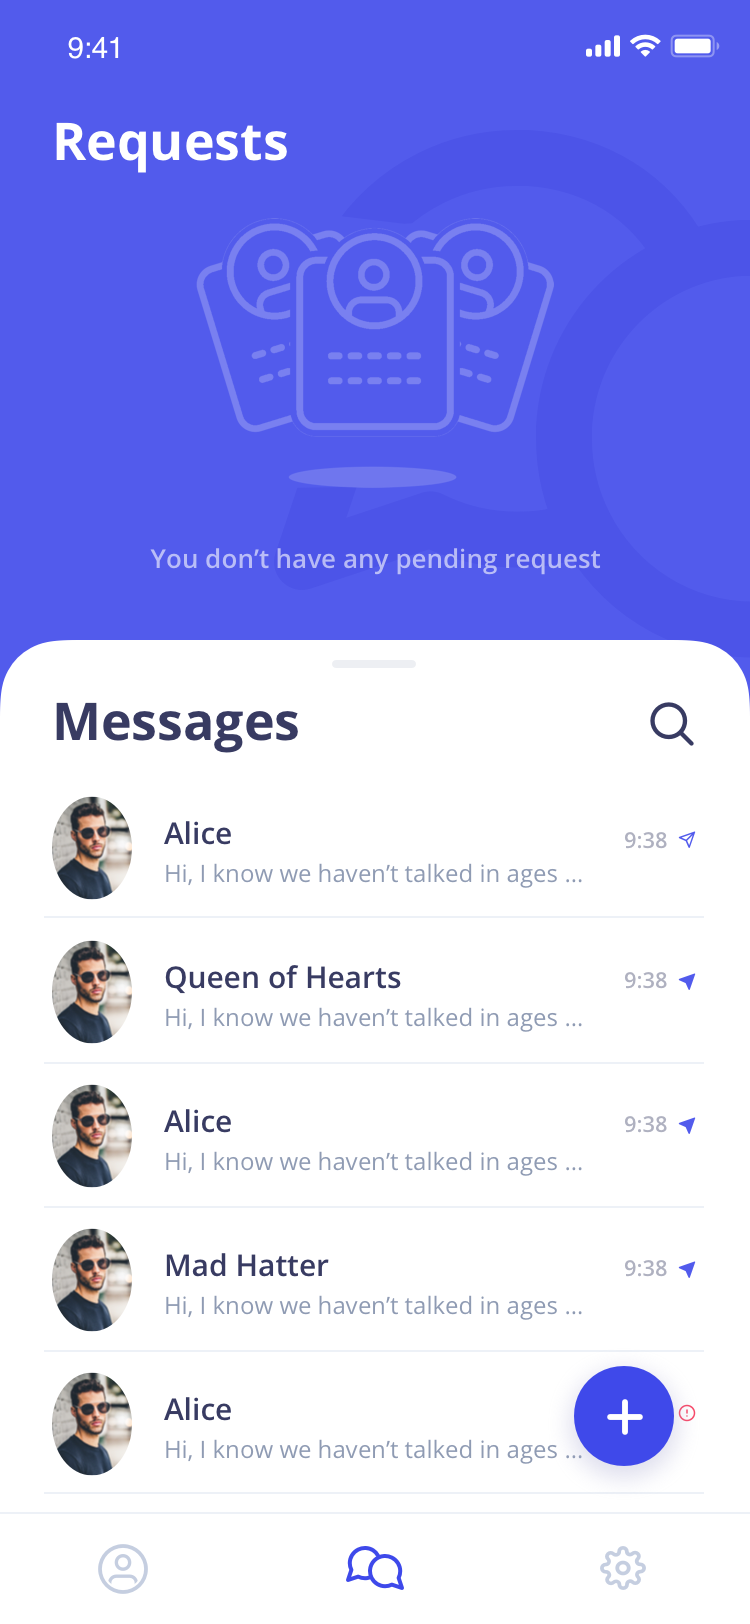 9:41
Requests
You don’t have any pending request
Messages
Alice
9:38
Hi, I know we haven’t talked in ages ...
Queen of Hearts
9:38
Hi, I know we haven’t talked in ages ...
Alice
9:38
Hi, I know we haven’t talked in ages ...
Mad Hatter
9:38
Hi, I know we haven’t talked in ages ...
Alice
Hi, I know we haven’t talked in ages ...